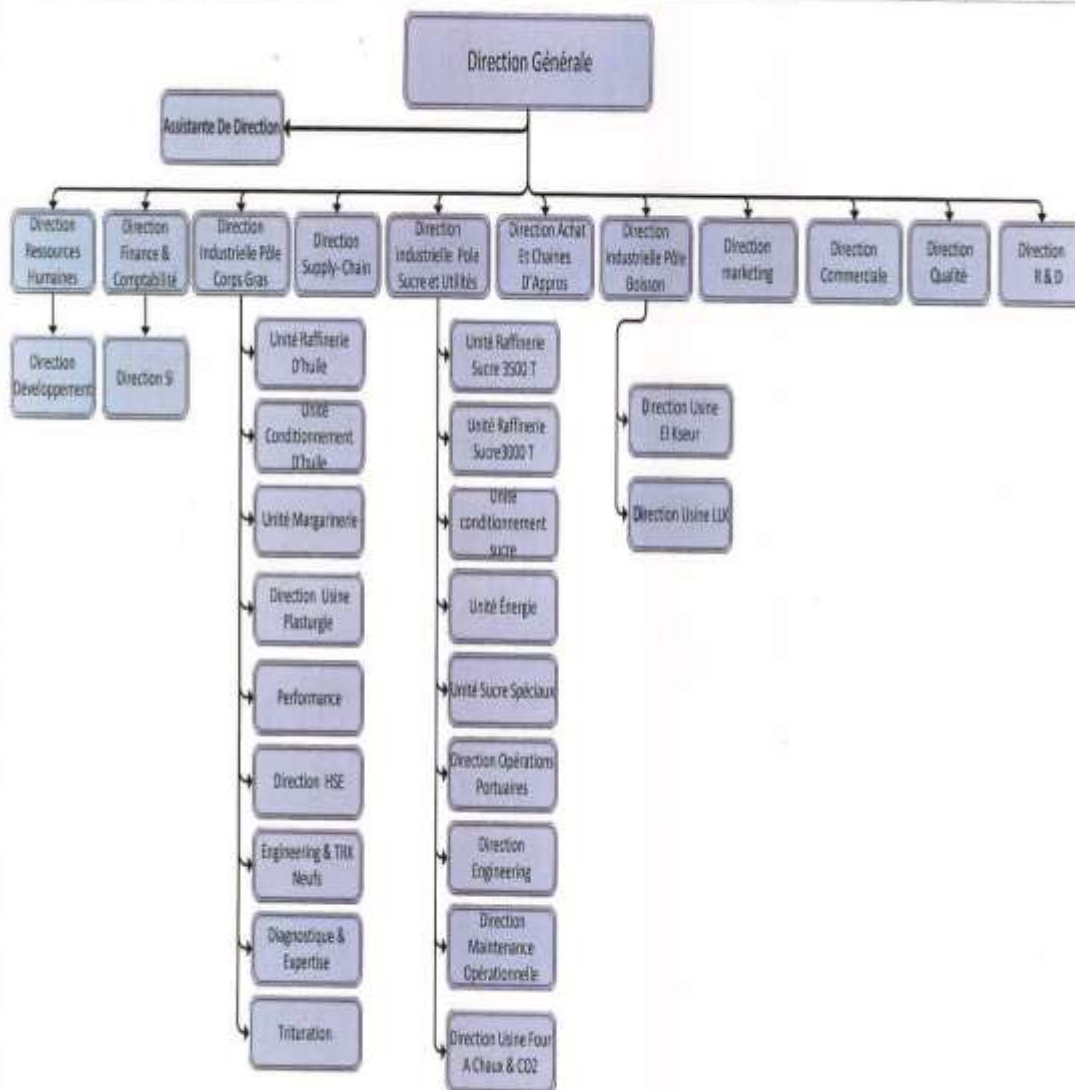 Direction Générale
Assistante De Direction
Direction
Ressources
Humaines
Direction
Finance &
Comptabilité
Direction
Industrielle Pôle
Corps Gras
Direction
Supply- Chain
Direction
industrielle Pole
Sucre et Utilités
Direction Achat
Et Chaines
D'Appros
Direction
Industrielle Pôle
Boisson
Direction
marketing
Direction
Commerciale
Direction
Qualité
Direction
R & D
Direction
Développement
Direction SI
Unité Raffinerie
D'huile
Unité
Conditionnement
D'huile
Unité Margarinerie
Direction Usine
Plasturgie
Performance
Direction HSE
Engineering & TRX
Neufs
Diagnostique &
Expertise
Trituration
Unité Raffinerie
Sucre 3500 T
Unité Raffinerie
Sucre3000 T
Unité
conditionnement
sucre
Unité Énergie
Unité Sucre Spéciaux
Direction Opérations
Portuaires
Direction
Engineering
Direction
Maintenance
Opérationnelle
Direction Usine Four
A Chaux & CO2
Direction Usine
El Kseur
Direction Usine LLK